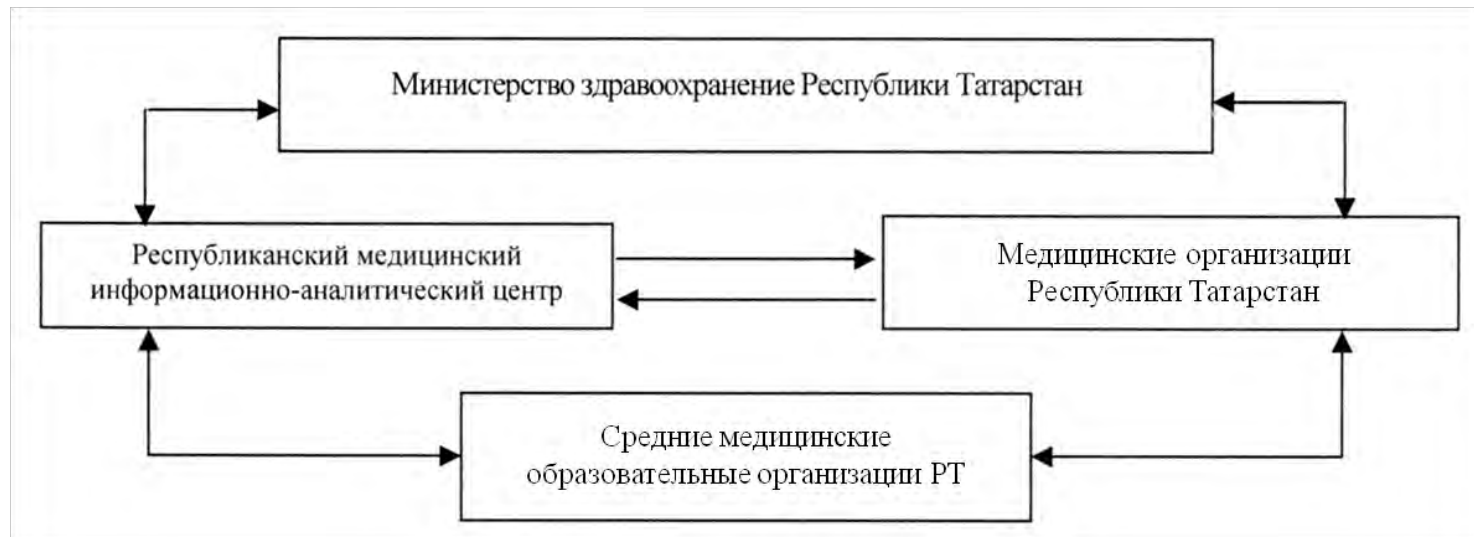 Министерство здравоохранение Республики Татарстан
Республиканский медицинский
информационно-аналитический центр
Медицинские организации
Республики Татарстан
Средние медицинские
образовательные организации РТ